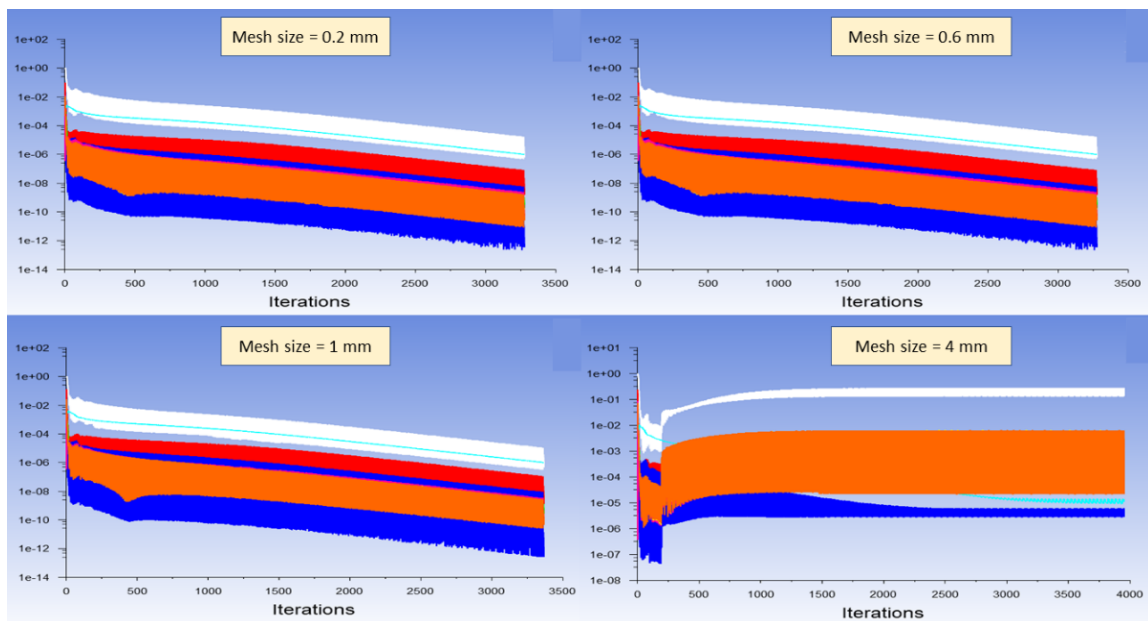 Mesh size = 0.2 mm
1e+02
1e+00
1e-02
1e-04
1e-06
1e-08
1e-10
1e-12
1e-14
0 500 1000 1500 2000 2500 3000 3500
Iterations
Mesh size = 0.6 mm
1e+02
1e+00
1e-02
1e-04
1e-06
1e-08
1e-10
1e-12
1e-14
0 500 1000 1500 2000 2500 3000 3500
Iterations
Mesh size = 1 mm
1e+02
1e+00
1e-02
1e-04
1e-06
1e-08
1e-10
1e-12
1e-14
0 500 1000 1500 2000 2500 3000 3500
Iterations
Mesh size = 4 mm
1e+01
1e+00
1e-01
1e-02
1e-03
1e-04
1e-05
1e-06
1e-07
1e-08
0 500 1000 1500 2000 2500 3000 3500 4000
Iterations